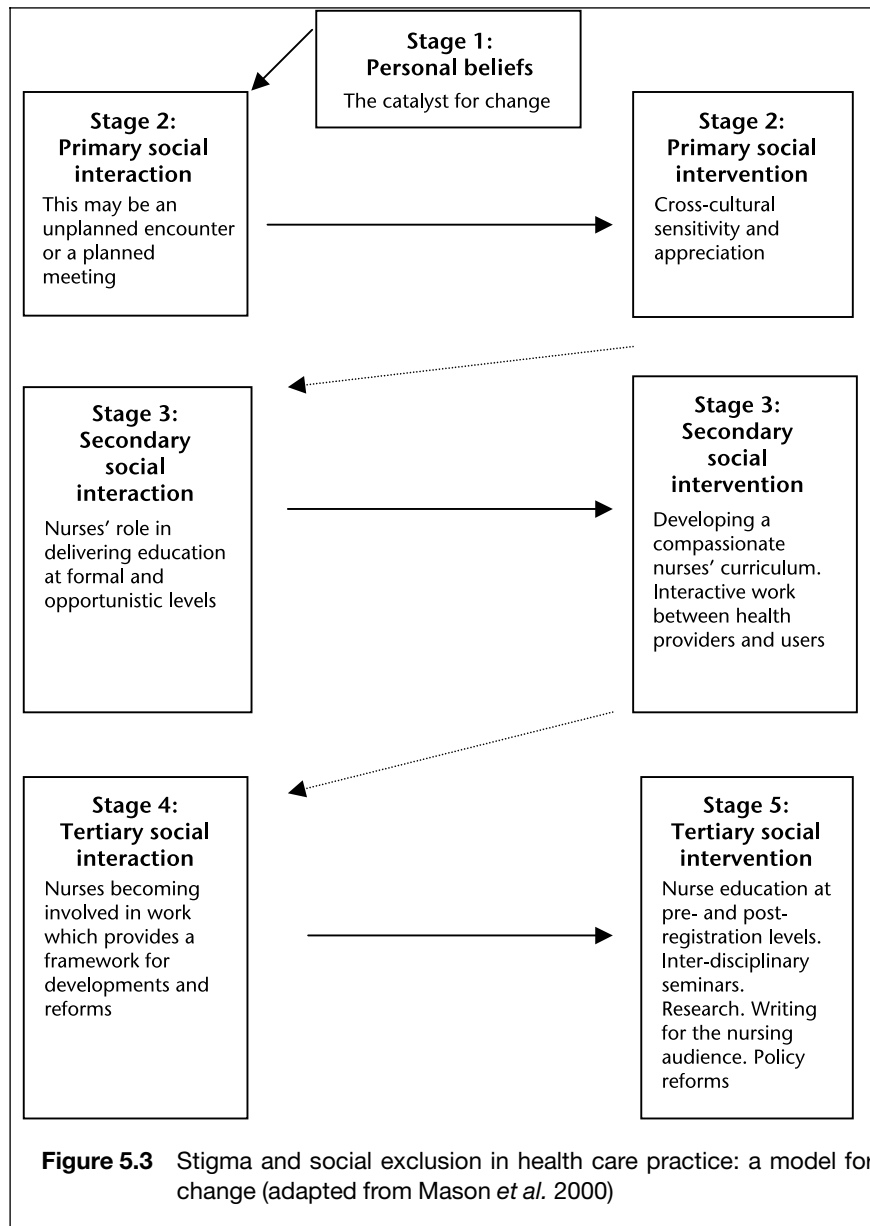 Stage 1:
Personal beliefs
The catalyst for change
Stage 2:
Primary social
interaction
This may be an
unplanned encounter
or a planned
meeting
Stage 2:
Primary social
intervention
Cross-cultural
sensitivity and
appreciation
Stage 3:
Secondary
social
interaction
Nurses’ role in
delivering education
at formal and
opportunistic levels
Stage 3:
Secondary
social
intervention
Developing a
compassionate
nurses’ curriculum.
Interactive work
between health
providers and users
Stage 4:
Tertiary social
interaction
Nurses becoming
involved in work
which provides a
framework for
developments and
reforms
Stage 5:
Tertiary social
intervention
Nurse education at
pre- and post-
registration levels.
Inter-disciplinary
seminars.
Research. Writing
for the nursing
audience. Policy
reforms
Figure 5.3 Stigma and social exclusion in health care practice: a model for
change (adapted from Mason et al. 2000)